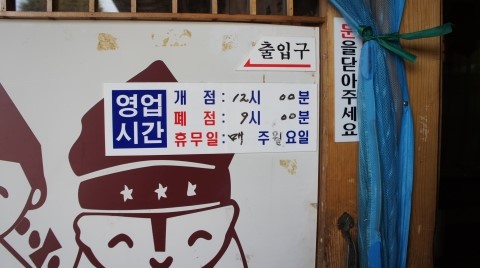 출입구
문을닫아주세요
영업시간
개 점 : 12시 00분
폐 점 : 9시 00분
휴무일 : 매 주 월 요일